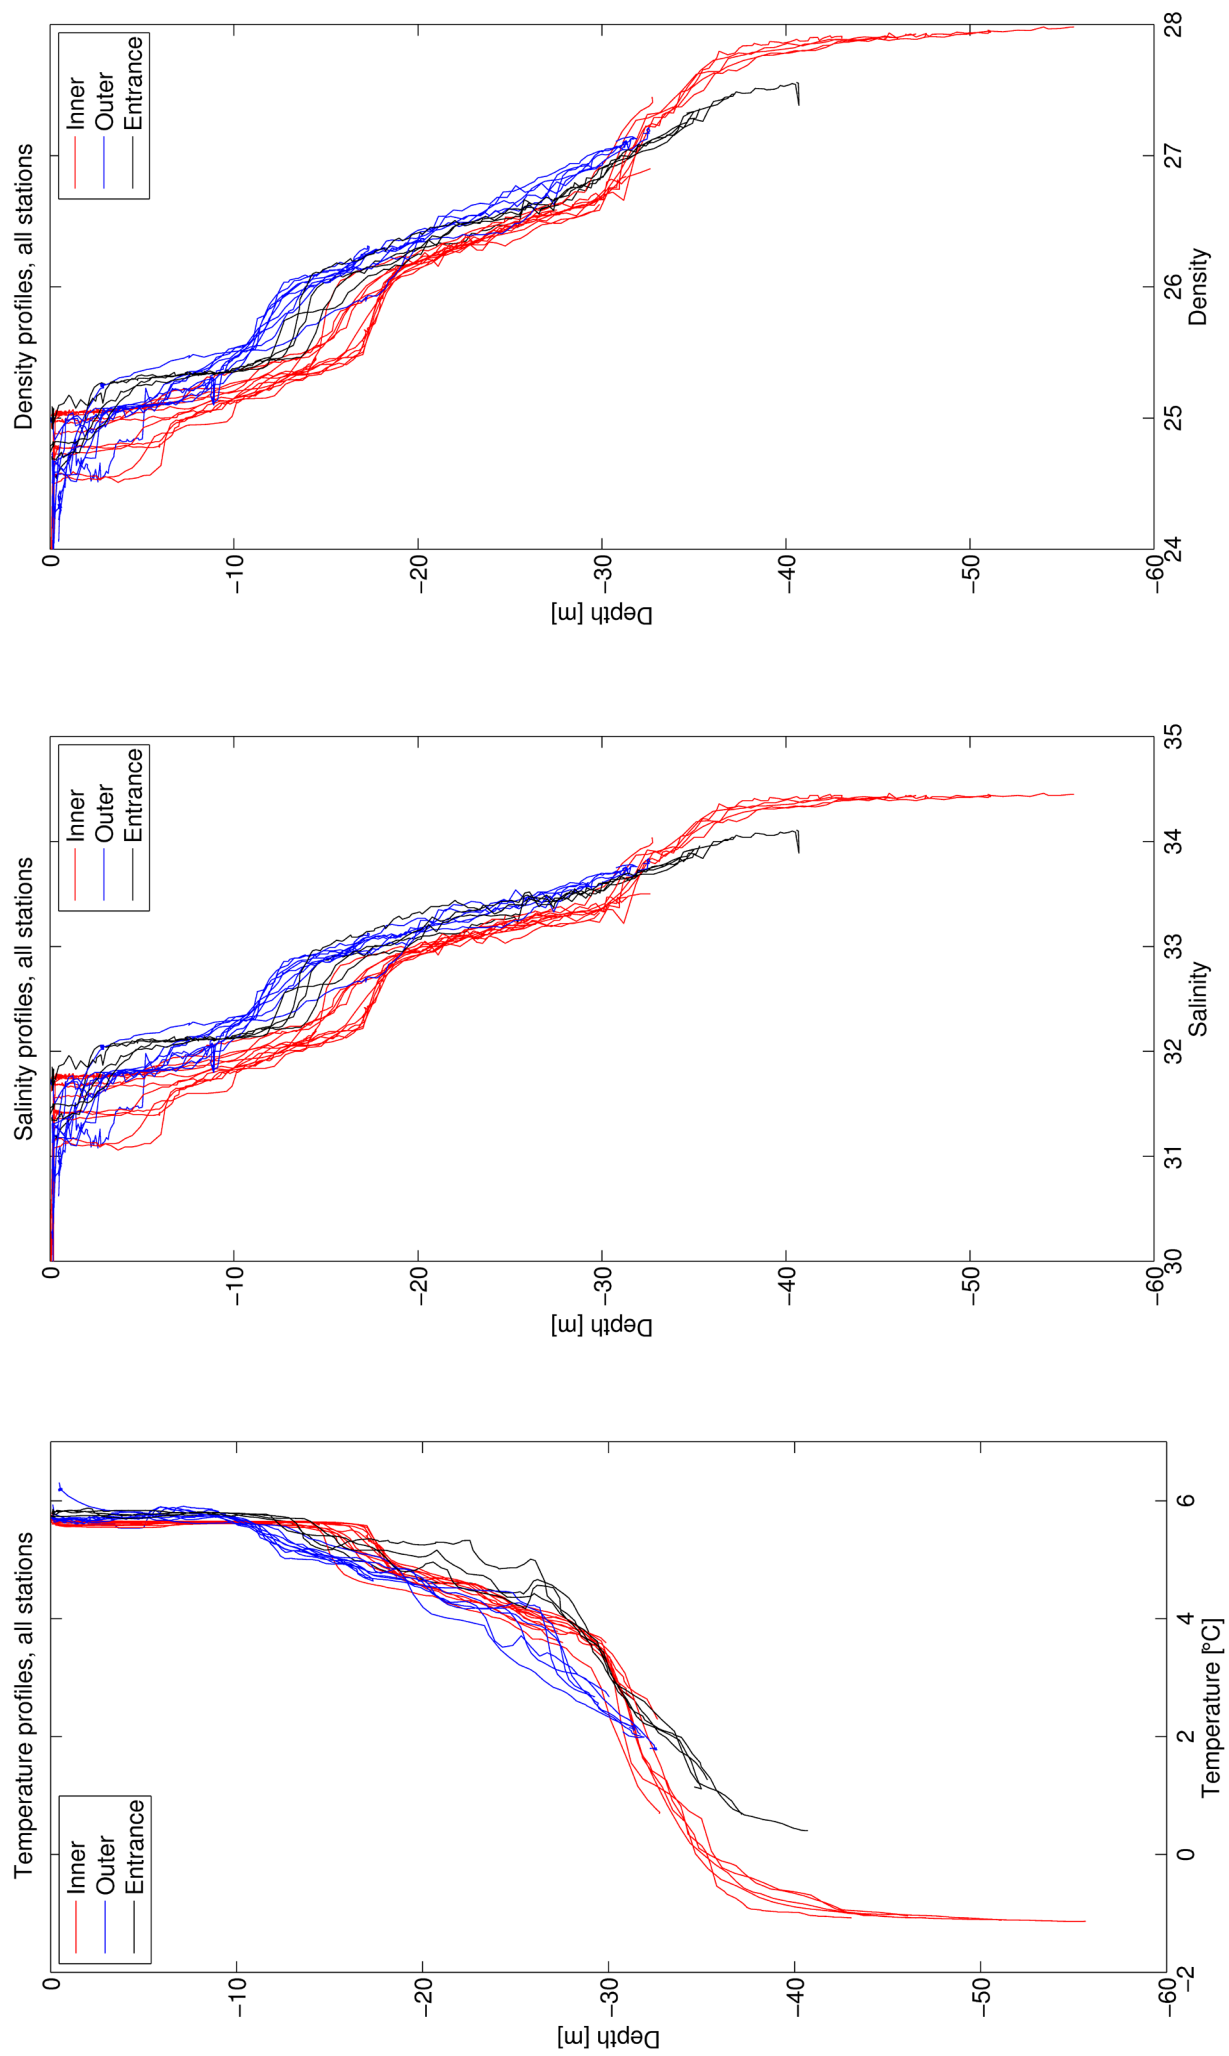 Temperature profiles, all stations
Inner
Outer
Entrance
0
−10
−20
−30
−40
−50
−60
Depth [m]
−2
0
2
4
6
Temperature [°C]
Salinity profiles, all stations
Inner
Outer
Entrance
0
−10
−20
−30
−40
−50
−60
Depth [m]
30
31
32
33
34
35
Salinity
Density profiles, all stations
Inner
Outer
Entrance
0
−10
−20
−30
−40
−50
−60
Depth [m]
24
25
26
27
28
Density